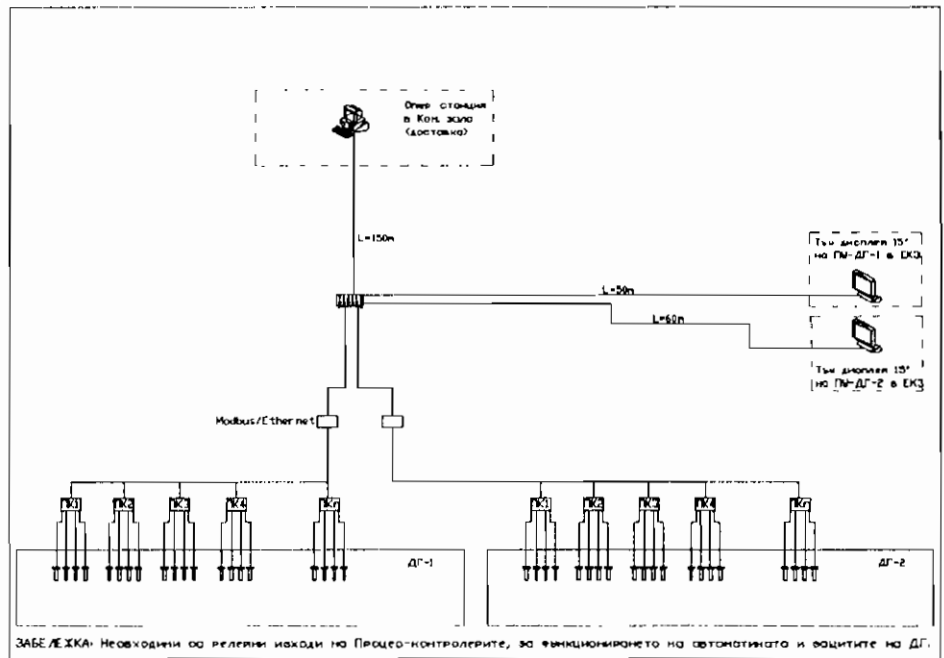 Опер станция
в Ком. зала
(доставка)
L=150m
Тъч дисплей 15"
на ПУ-ДГ-1 в ЕКЗ
L=50m
L=60m
Тъч дисплей 15"
на ПУ-ДГ-2 в ЕКЗ
Modbus/Ethernet
ПК1 ПК2 ПК3 ПК4 ПКn ПК1 ПК2 ПК3 ПК4 ПКn
ДГ-1 ДГ-2
ЗАБЕЛЕЖКА: Необходими са релейни изходи на Процес-контролерите, за функционирането на автоматиката и защитите на ДГ.